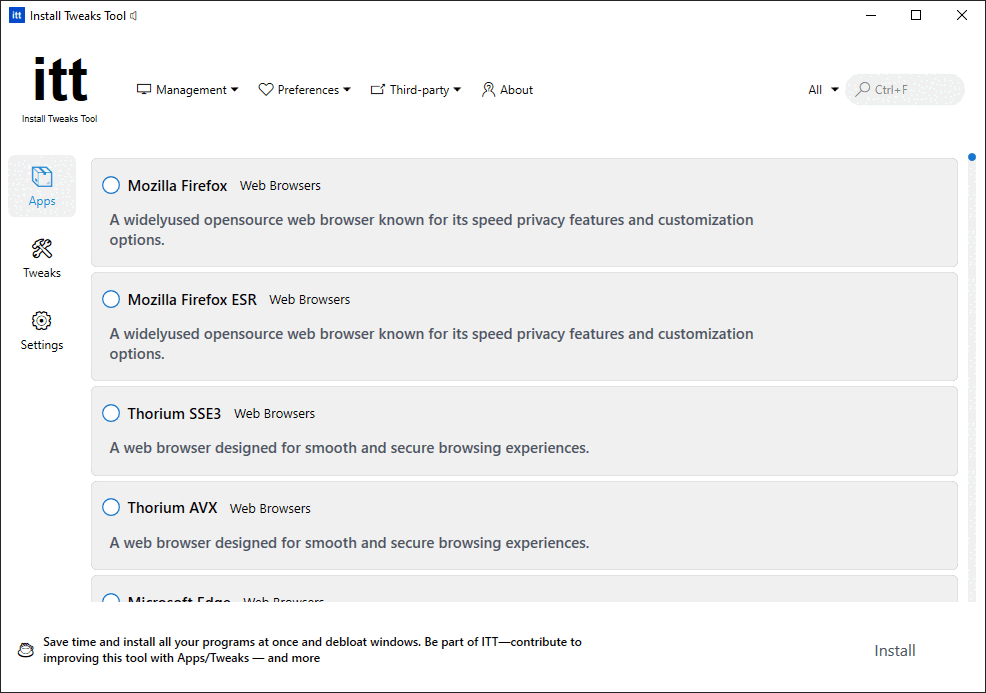 itt Install Tweaks Tool
itt
Install Tweaks Tool
Management
Preferences
Third-party
About
All
Ctrl+F
Apps
Tweaks
Settings
Mozilla Firefox Web Browsers
A widelyused opensource web browser known for its speed privacy features and customization
options.
Mozilla Firefox ESR Web Browsers
A widelyused opensource web browser known for its speed privacy features and customization
options.
Thorium SSE3 Web Browsers
A web browser designed for smooth and secure browsing experiences.
Thorium AVX Web Browsers
A web browser designed for smooth and secure browsing experiences.
Microsoft Edge Web Browsers
Save time and install all your programs at once and debloat windows. Be part of ITT—contribute to
improving this tool with Apps/Tweaks — and more
Install